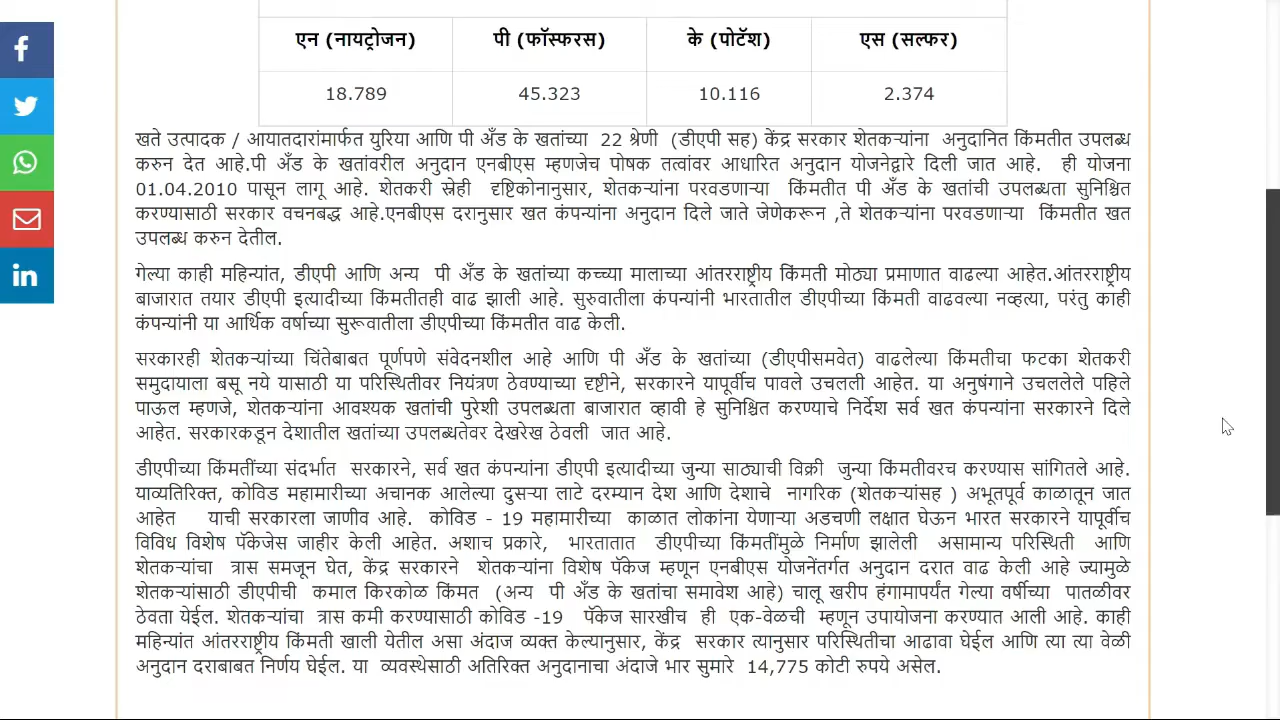 एन (नायट्रोजन) पी (फॉस्फरस) के (पोटॅश) एस (सल्फर)
18.789 45.323 10.116 2.374
खते उत्पादक / आयातदारांमार्फत युरिया आणि पी अँड के खतांच्या 22 श्रेणी (डीएपी सह) केंद्र सरकार शेतकऱ्यांना अनुदानित किंमतीत उपलब्ध
करुन देत आहे.पी अँड के खतांवरील अनुदान एनबीएस म्हणजेच पोषक तत्वांवर आधारित अनुदान योजनेद्वारे दिली जात आहे. ही योजना
01.04.2010 पासून लागू आहे. शेतकरी स्नेही दृष्टिकोनानुसार, शेतकऱ्यांना परवडणाऱ्या किंमतीत पी अँड के खतांची उपलब्धता सुनिश्चित
करण्यासाठी सरकार वचनबद्ध आहे.एनबीएस दरानुसार खत कंपन्यांना अनुदान दिले जाते जेणेकरून ,ते शेतकऱ्यांना परवडणाऱ्या किंमतीत खत
उपलब्ध करुन देतील.
गेल्या काही महिन्यांत, डीएपी आणि अन्य पी अँड के खतांच्या कच्च्या मालाच्या आंतरराष्ट्रीय किंमती मोठ्या प्रमाणात वाढल्या आहेत.आंतरराष्ट्रीय
बाजारात तयार डीएपी इत्यादीच्या किंमतीतही वाढ झाली आहे. सुरुवातीला कंपन्यांनी भारतातील डीएपीच्या किंमती वाढवल्या नव्हत्या, परंतु काही
कंपन्यांनी या आर्थिक वर्षाच्या सुरूवातीला डीएपीच्या किंमतीत वाढ केली.
सरकारही शेतकऱ्यांच्या चिंतेबाबत पूर्णपणे संवेदनशील आहे आणि पी अँड के खतांच्या (डीएपीसमवेत) वाढलेल्या किंमतीचा फटका शेतकरी
समुदायाला बसू नये यासाठी या परिस्थितीवर नियंत्रण ठेवण्याच्या दृष्टीने, सरकारने यापूर्वीच पावले उचलली आहेत. या अनुषंगाने उचललेले पहिले
पाऊल म्हणजे, शेतकऱ्यांना आवश्यक खतांची पुरेशी उपलब्धता बाजारात व्हावी हे सुनिश्चित करण्याचे निर्देश सर्व खत कंपन्यांना सरकारने दिले
आहेत. सरकारकडून देशातील खतांच्या उपलब्धतेवर देखरेख ठेवली जात आहे.
डीएपीच्या किंमतींच्या संदर्भात सरकारने, सर्व खत कंपन्यांना डीएपी इत्यादीच्या जुन्या साठ्याची विक्री जुन्या किंमतीवरच करण्यास सांगितले आहे.
याव्यतिरिक्त, कोविड महामारीच्या अचानक आलेल्या दुसऱ्या लाटे दरम्यान देश आणि देशाचे नागरिक (शेतकऱ्यांसह ) अभूतपूर्व काळातून जात
आहेत याची सरकारला जाणीव आहे. कोविड - 19 महामारीच्या काळात लोकांना येणाऱ्या अडचणी लक्षात घेऊन भारत सरकारने यापूर्वीच
विविध विशेष पॅकेजेस जाहीर केली आहेत. अशाच प्रकारे, भारतातात डीएपीच्या किंमतींमुळे निर्माण झालेली असामान्य परिस्थिती आणि
शेतकऱ्यांचा त्रास समजून घेत, केंद्र सरकारने शेतकऱ्यांना विशेष पॅकेज म्हणून एनबीएस योजनेंतर्गत अनुदान दरात वाढ केली आहे ज्यामुळे
शेतकऱ्यांसाठी डीएपीची कमाल किरकोळ किंमत (अन्य पी अँड के खतांचा समावेश आहे) चालू खरीप हंगामापर्यंत गेल्या वर्षीच्या पातळीवर
ठेवता येईल. शेतकऱ्यांचा त्रास कमी करण्यासाठी कोविड -19 पॅकेज सारखीच ही एक-वेळची म्हणून उपायोजना करण्यात आली आहे. काही
महिन्यांत आंतरराष्ट्रीय किंमती खाली येतील असा अंदाज व्यक्त केल्यानुसार, केंद्र सरकार त्यानुसार परिस्थितीचा आढावा घेईल आणि त्या त्या वेळी
अनुदान दराबाबत निर्णय घेईल. या व्यवस्थेसाठी अतिरिक्त अनुदानाचा अंदाजे भार सुमारे 14,775 कोटी रुपये असेल.